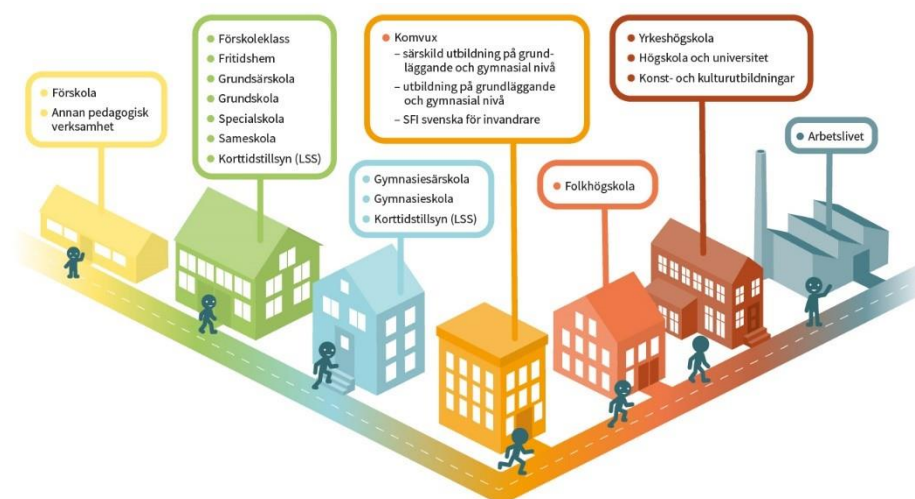 Förskola
Annan pedagogisk
verksamhet
Förskoleklass
Fritidshem
Grundsärskola
Grundskola
Specialskola
Sameskola
Korttidstillsyn (LSS)
Gymnasiesärskola
Gymnasieskola
Korttidstillsyn (LSS)
Komvux
– särskild utbildning på grund-
läggande och gymnasial nivå
– utbildning på grundläggande
och gymnasial nivå
– SFI svenska för invandrare
Folkhögskola
Yrkeshögskola
Högskola och universitet
Konst- och kulturutbildningar
Arbetslivet